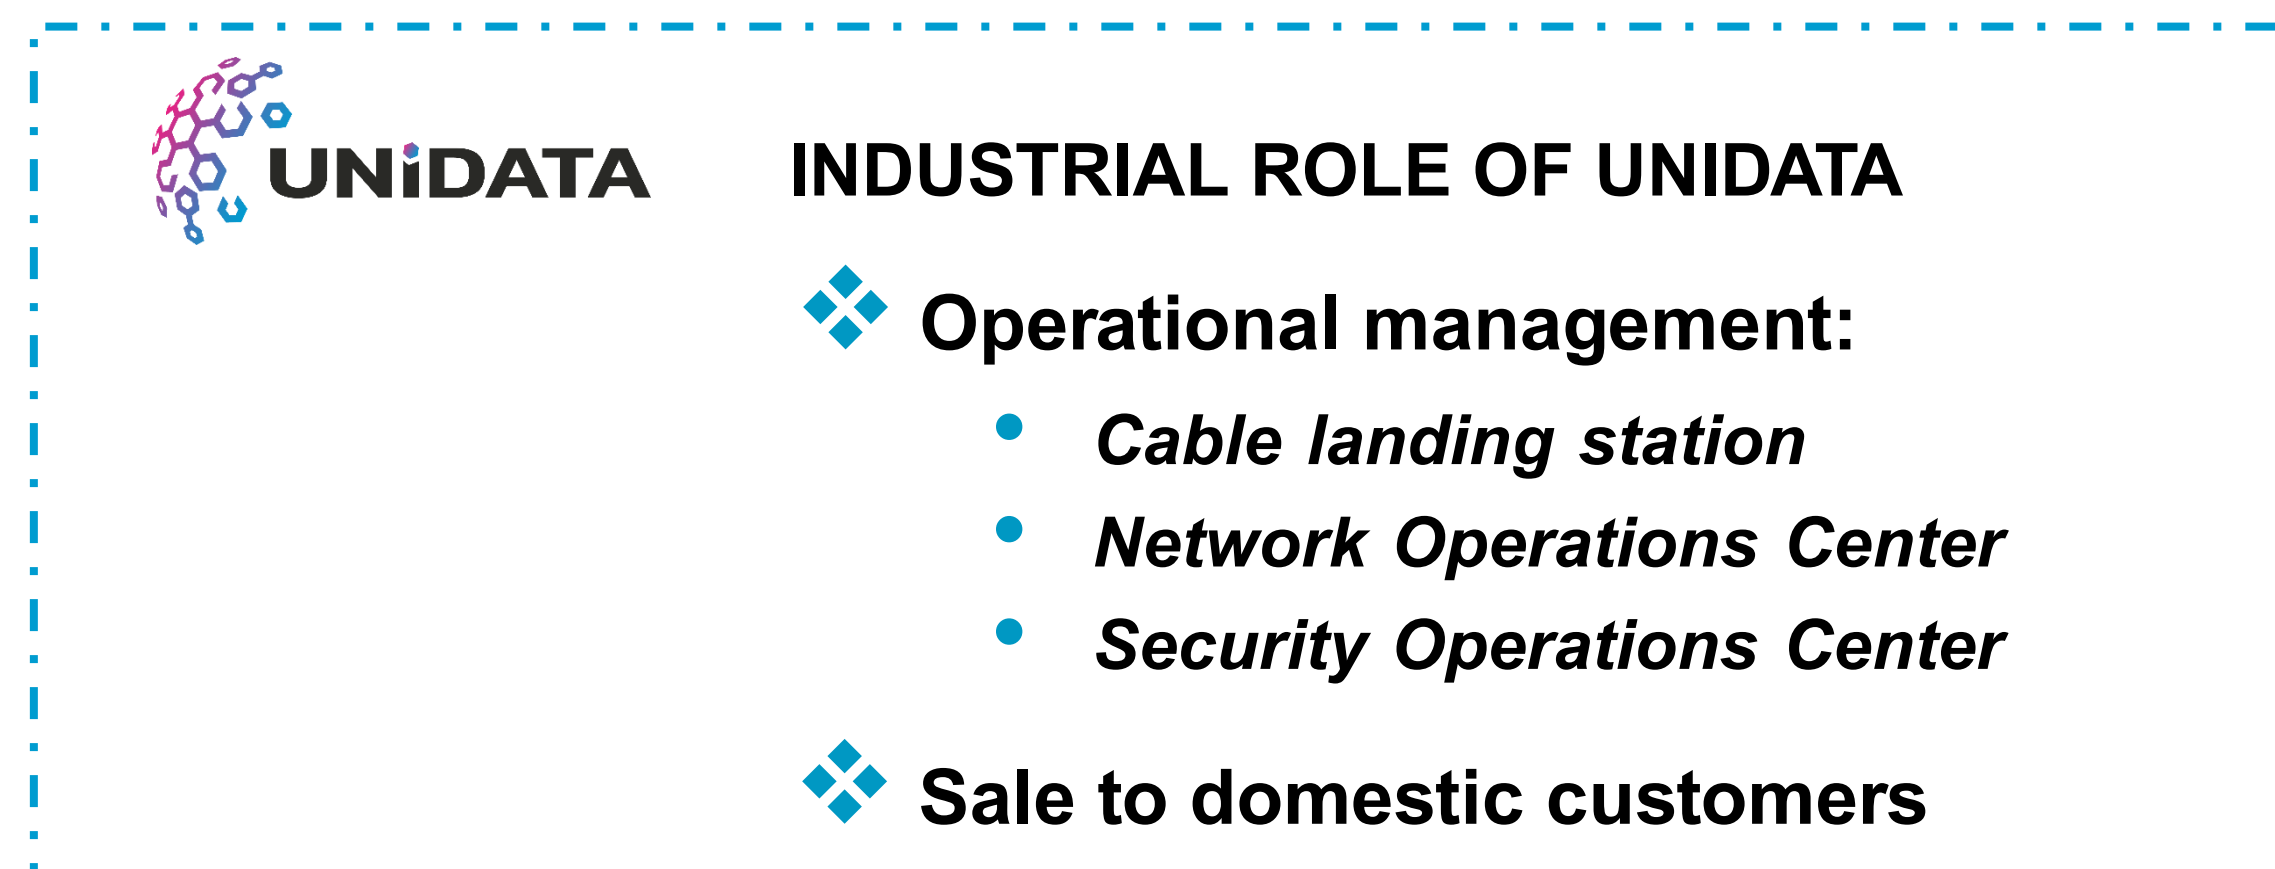 UNiDATA
INDUSTRIAL ROLE OF UNIDATA
Operational management:
Cable landing station
Network Operations Center
Security Operations Center
Sale to domestic customers